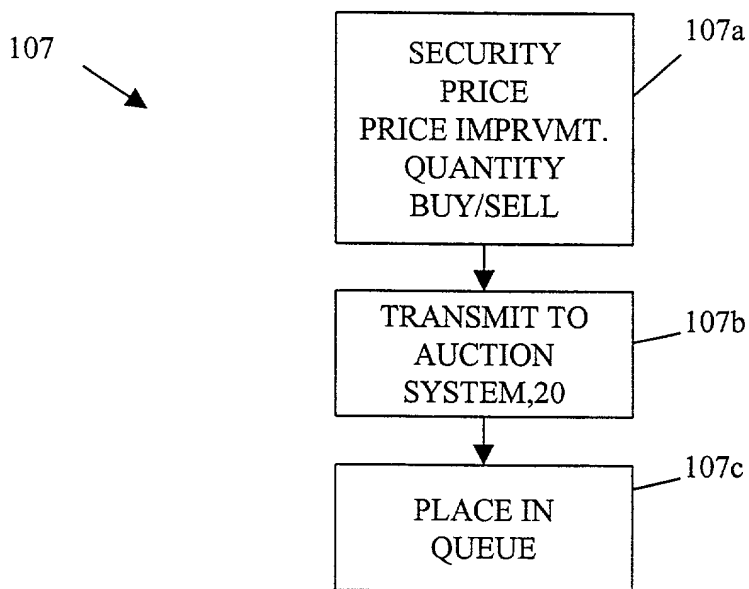 107
107a
SECURITY
PRICE
PRICE IMPRVMT.
QUANTITY
BUY/SELL
107b
TRANSMIT TO
AUCTION
SYSTEM,20
107c
PLACE IN
QUEUE